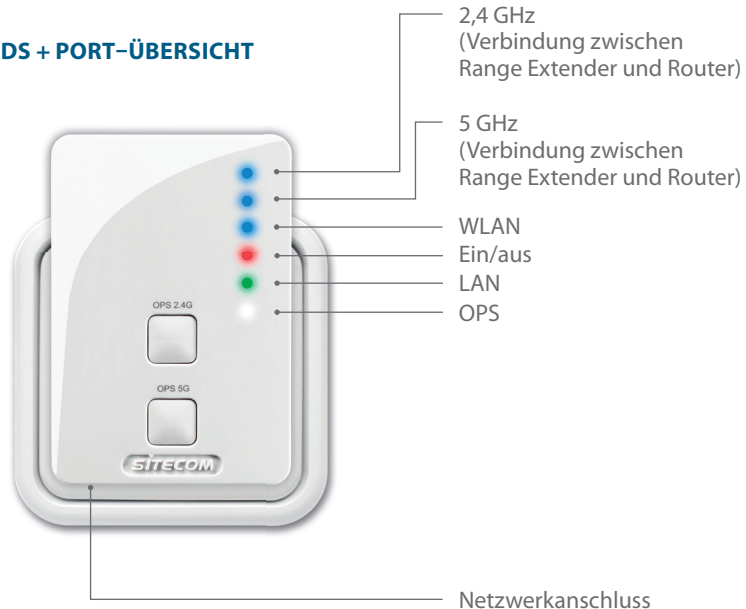 DS + PORT–ÜBERSICHT
2,4 GHz
(Verbindung zwischen
Range Extender und Router)
5 GHz
(Verbindung zwischen
Range Extender und Router)
WLAN
Ein/aus
LAN
OPS
OPS 2.4G
OPS 5G
SITECOM
Netzwerkanschluss